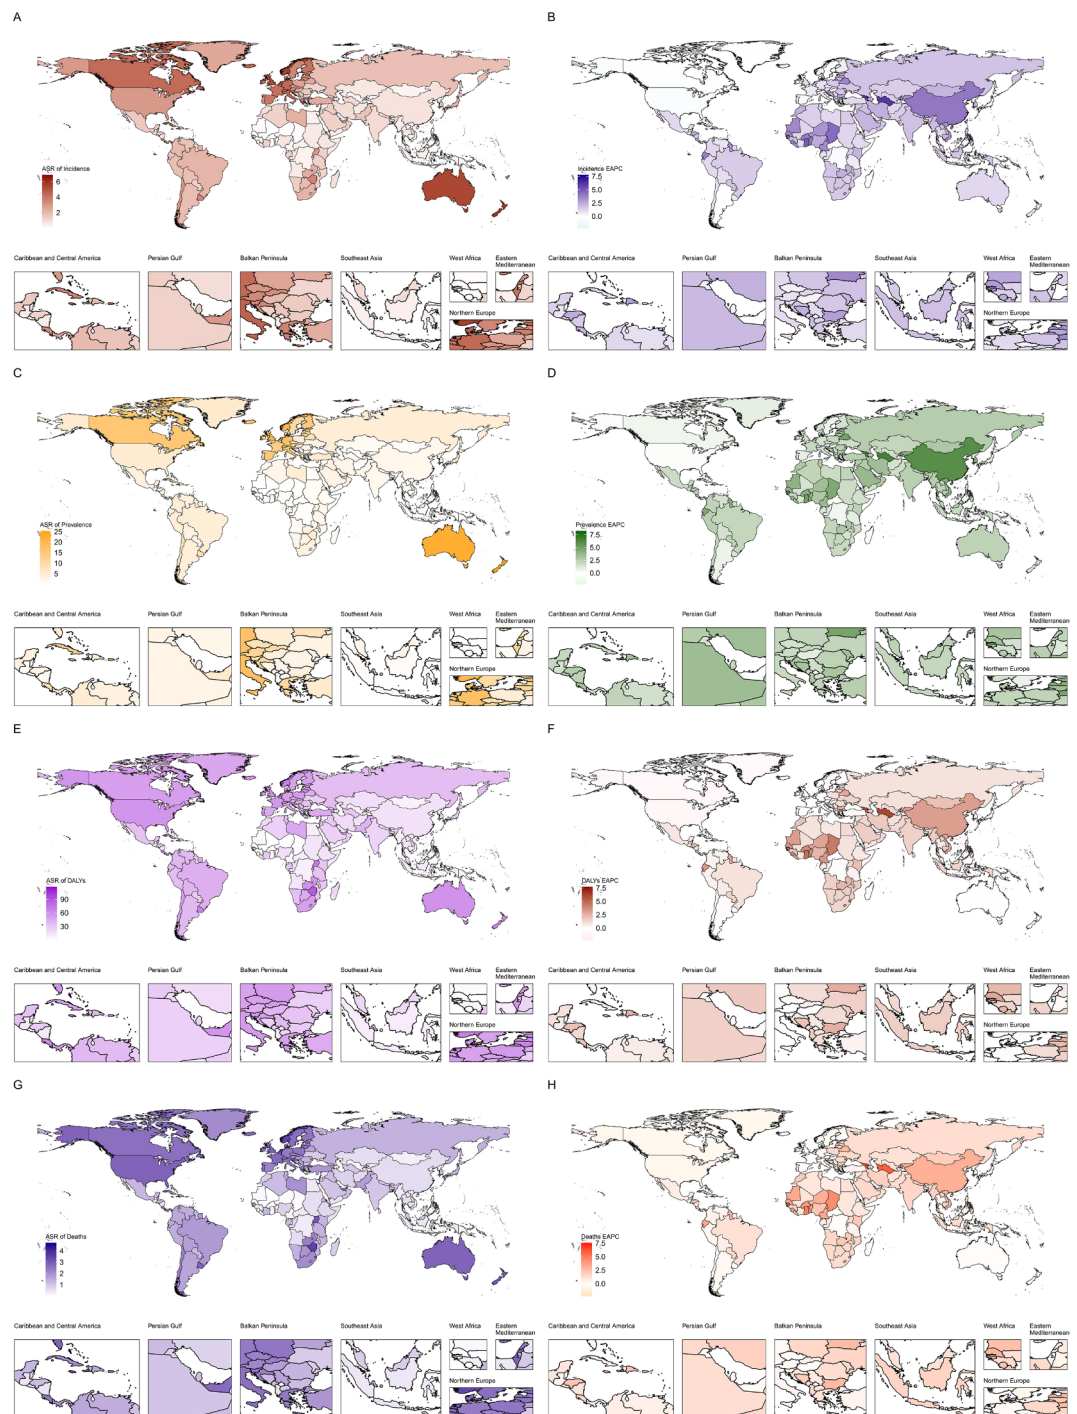 A
B
ASR of Incidence
6
4
2
Incidence EAPC
7.5
5.0
2.5
0.0
Caribbean and Central America
Persian Gulf
Balkan Peninsula
Southeast Asia
West Africa
Eastern
Mediterranean
Northern Europe
Caribbean and Central America
Persian Gulf
Balkan Peninsula
Southeast Asia
West Africa
Eastern
Mediterranean
Northern Europe
C
D
ASR of Prevalence
25
20
15
10
5
Prevalence EAPC
7.5
5.0
2.5
0.0
Caribbean and Central America
Persian Gulf
Balkan Peninsula
Southeast Asia
West Africa
Eastern
Mediterranean
Northern Europe
Caribbean and Central America
Persian Gulf
Balkan Peninsula
Southeast Asia
West Africa
Eastern
Mediterranean
Northern Europe
E
F
ASR of DALYs
90
60
30
DALYs EAPC
7.5
5.0
2.5
0.0
Caribbean and Central America
Persian Gulf
Balkan Peninsula
Southeast Asia
West Africa
Eastern
Mediterranean
Northern Europe
Caribbean and Central America
Persian Gulf
Balkan Peninsula
Southeast Asia
West Africa
Eastern
Mediterranean
Northern Europe
G
H
ASR of Deaths
4
3
2
1
Deaths EAPC
7.5
5.0
2.5
0.0
Caribbean and Central America
Persian Gulf
Balkan Peninsula
Southeast Asia
West Africa
Eastern
Mediterranean
Northern Europe
Caribbean and Central America
Persian Gulf
Balkan Peninsula
Southeast Asia
West Africa
Eastern
Mediterranean
Northern Europe